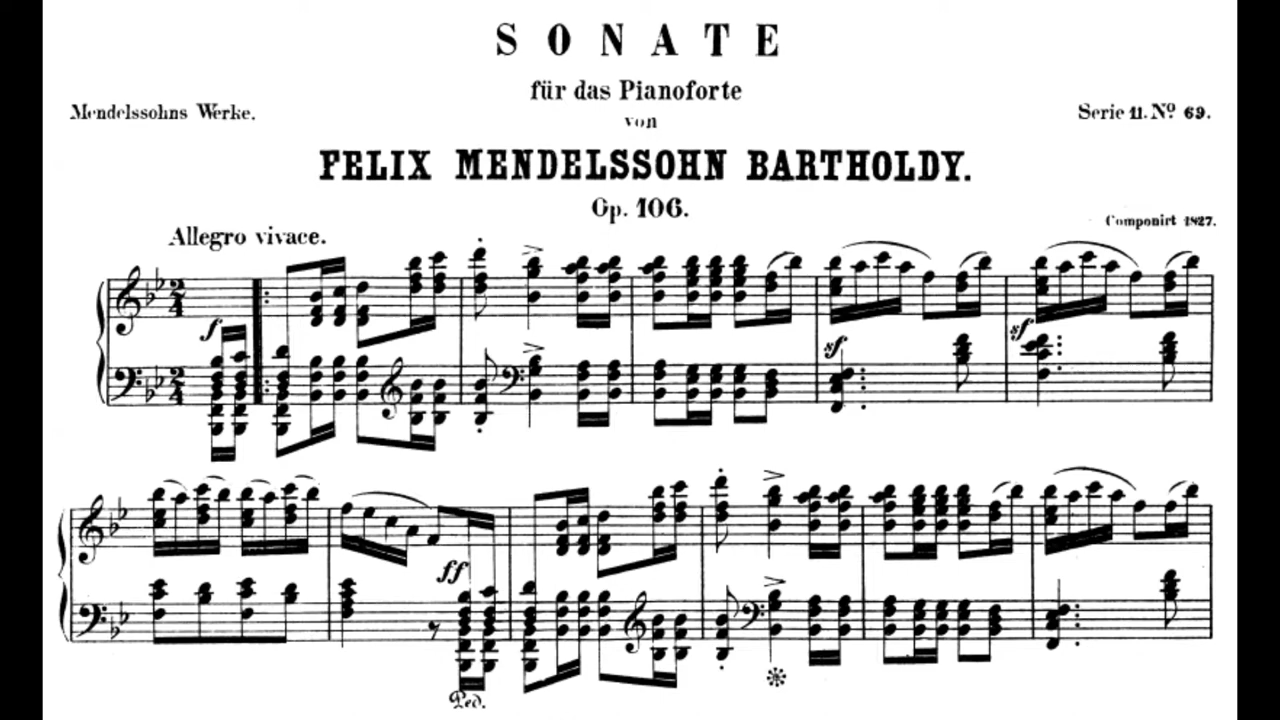 SONATE
für das Pianoforte
Mendelssohns Werke.
von
Serie 11. No 69.
FELIX MENDELSSOHN BARTHOLDY.
Op. 106.
Componirt 1827.
Allegro vivace.
f
sf
sf
ff
Ped.